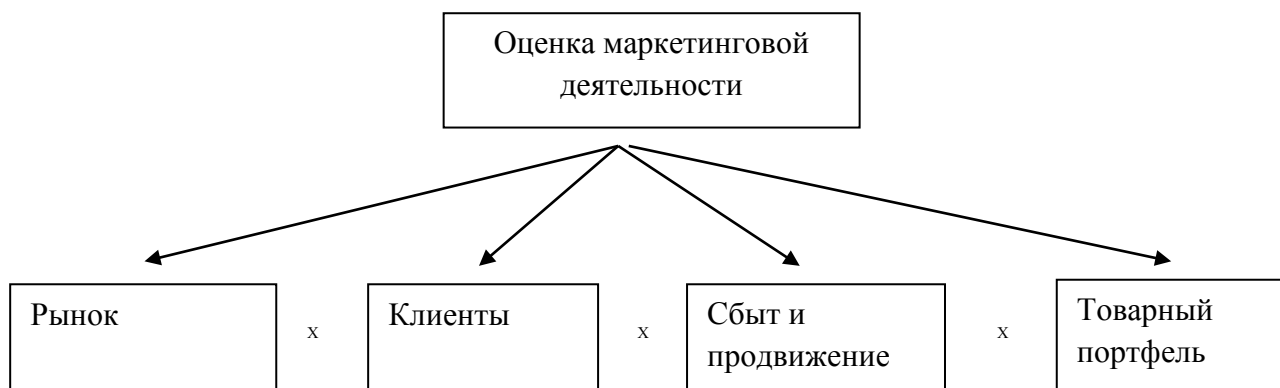 Оценка маркетинговой
деятельности
Рынок
х
Клиенты
х
Сбыт и
продвижение
х
Товарный
портфель